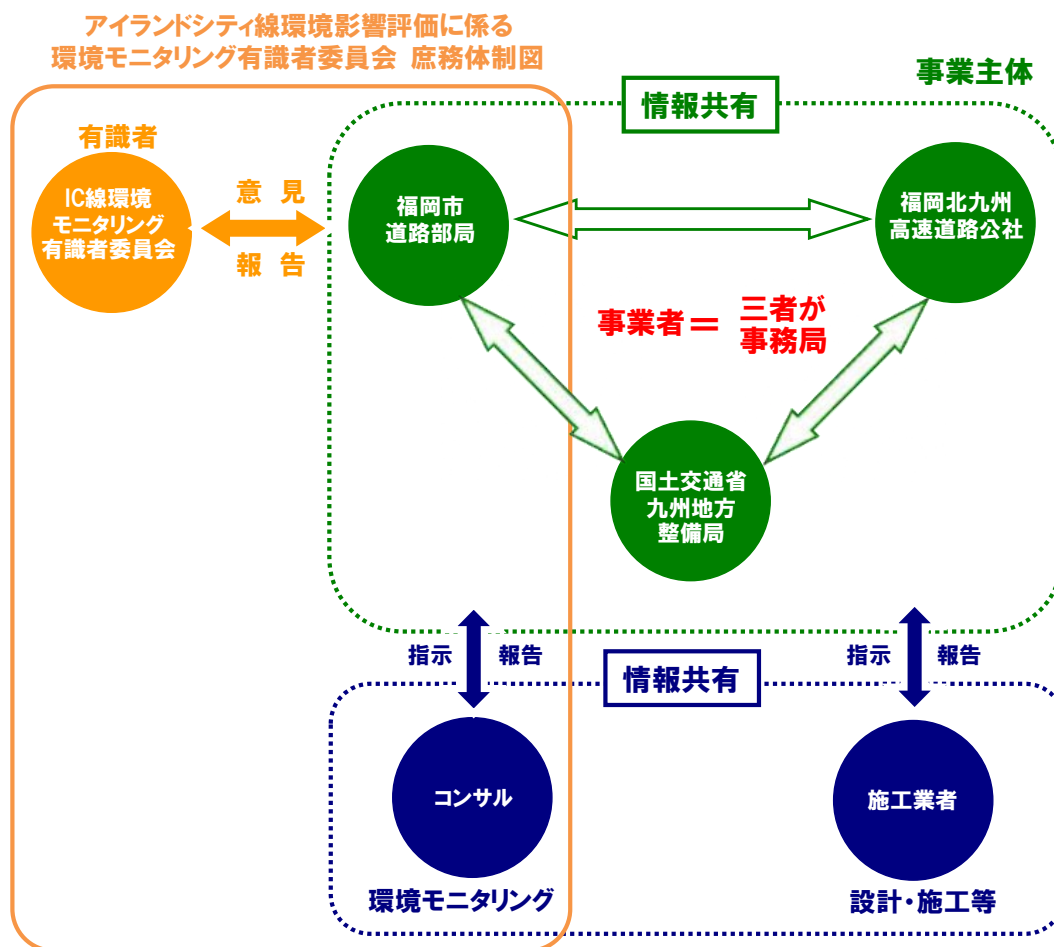 アイランドシティ線環境影響評価に係る
環境モニタリング有識者委員会 庶務体制図
事業主体
情報共有
有識者
IC線環境
モニタリング
有識者委員会
意 見
報 告
福岡市
道路部局
福岡北九州
高速道路公社
事業者＝ 三者が
事務局
国土交通省
九州地方
整備局
指示 報告
指示 報告
情報共有
コンサル
施工業者
環境モニタリング
設計・施工等